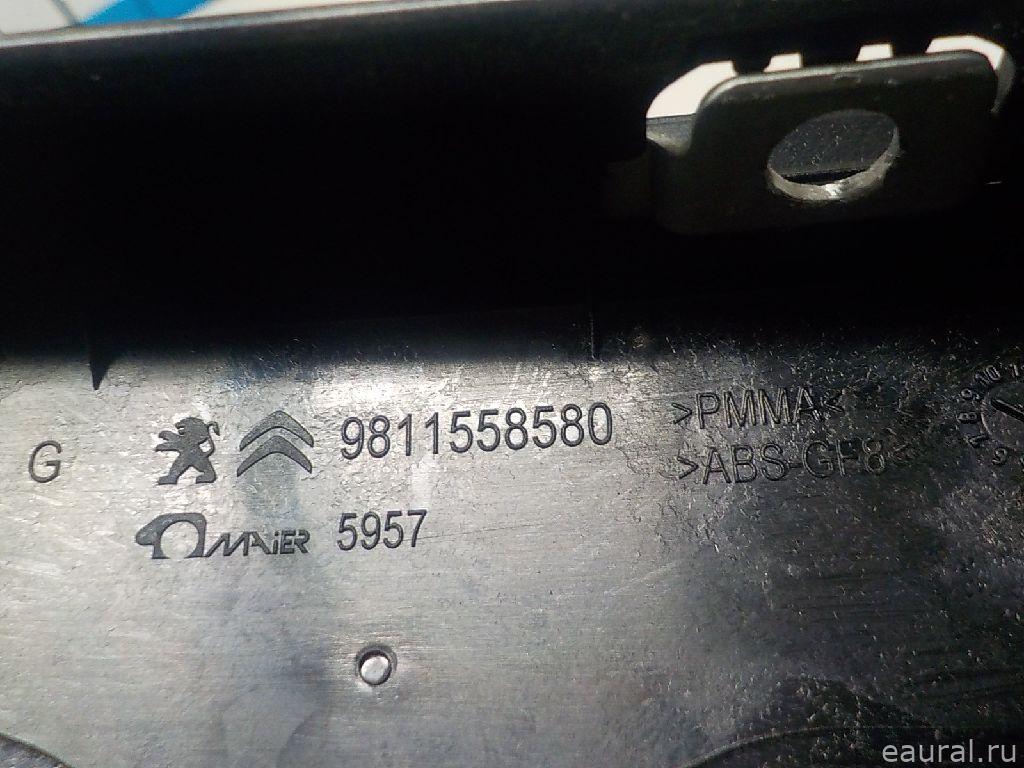 G
9811558580
>PMMA<
>ABS-GF8
MAIER 5957
eaural.ru